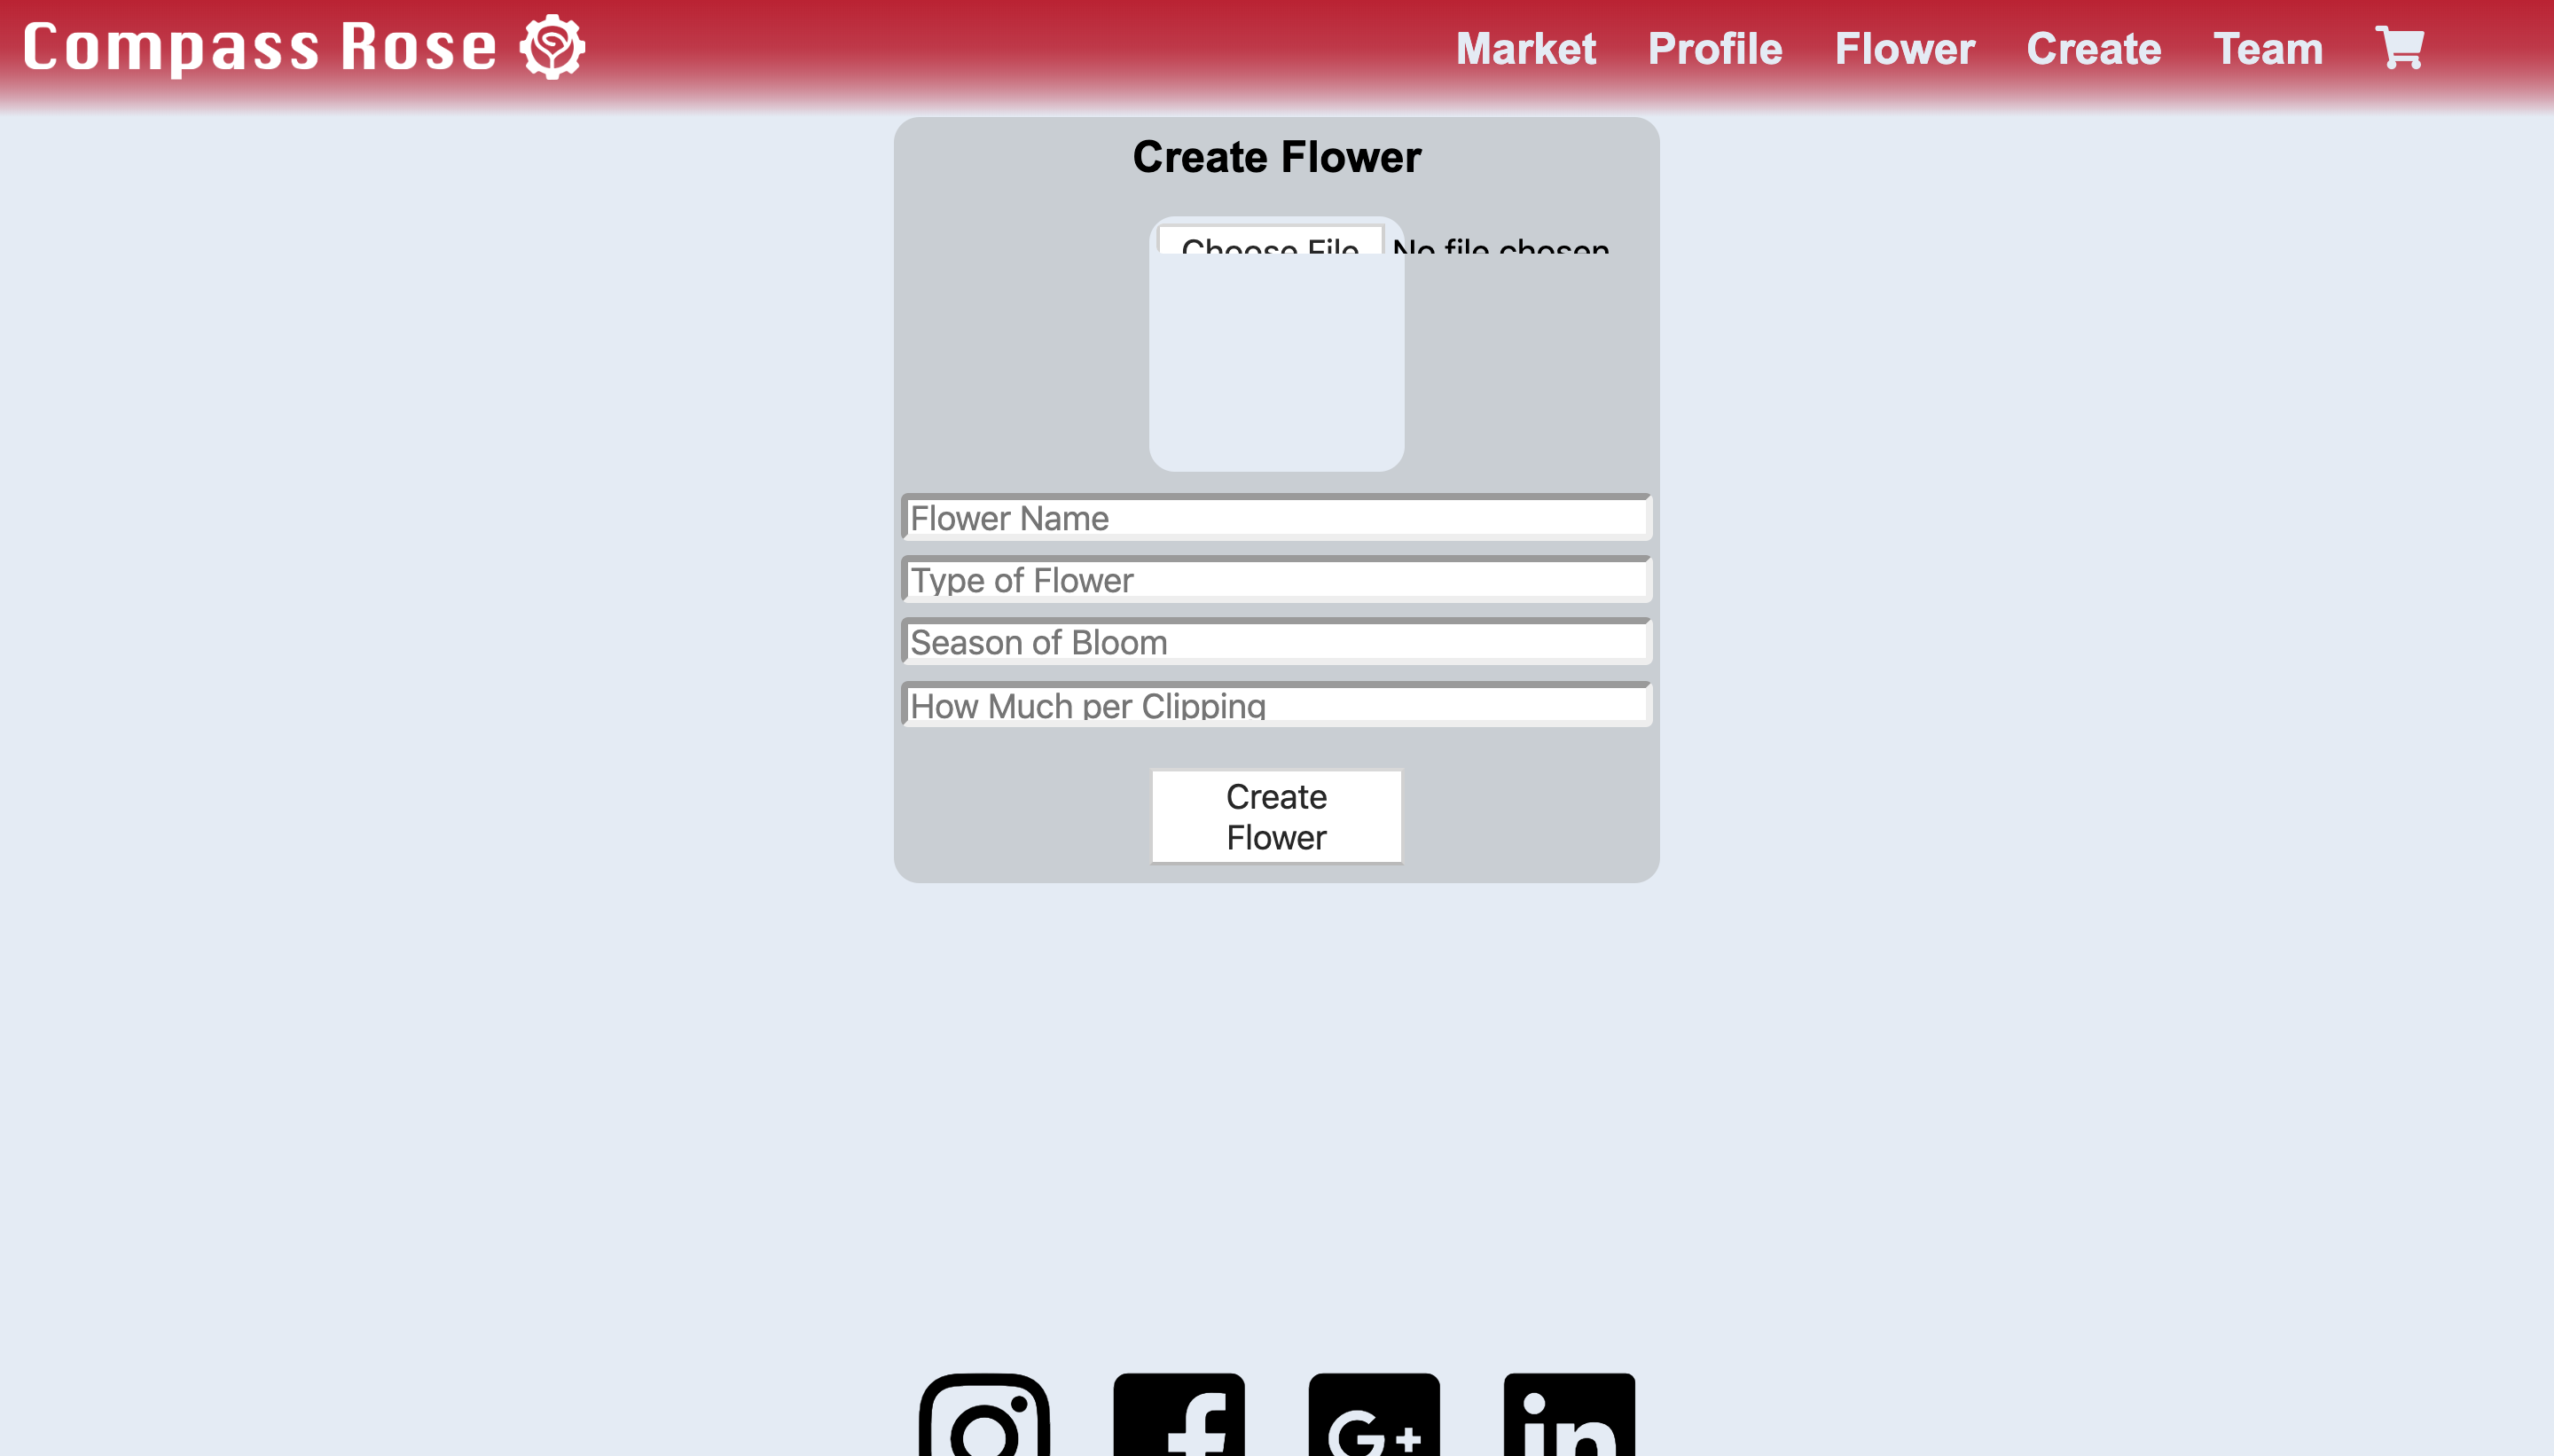 Compass Rose
Market Profile Flower Create Team
Create Flower
Choose File No file chosen
Flower Name
Type of Flower
Season of Bloom
How Much per Clipping
Create
Flower
f G+ in